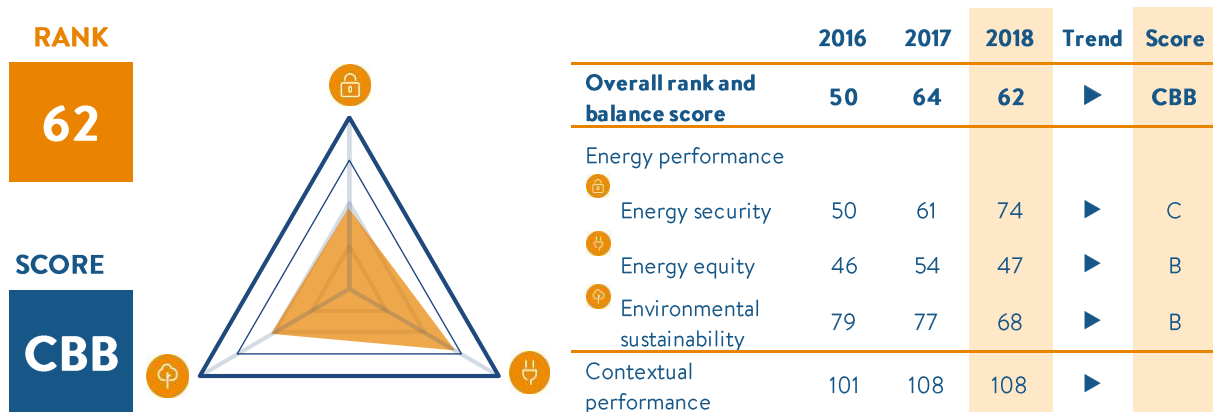 RANK
62
SCORE
CBB
2016 2017 2018 Trend Score
Overall rank and
balance score 50 64 62 CBB
Energy performance
Energy security 50 61 74 C
Energy equity 46 54 47 B
Environmental
sustainability 79 77 68 B
Contextual
performance 101 108 108